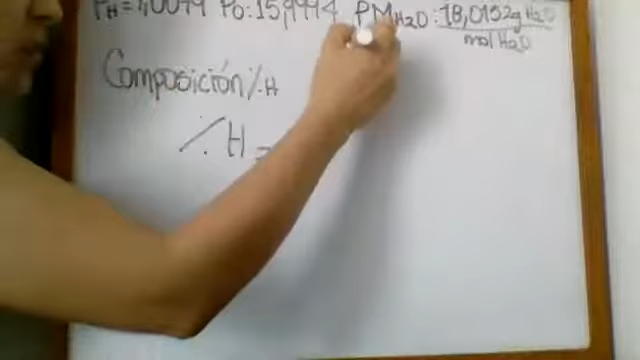 PH = 1,0079 PO: 15,9994 PMH2O: 18,0152g H2O
mol H2O
Composición % H
% H =